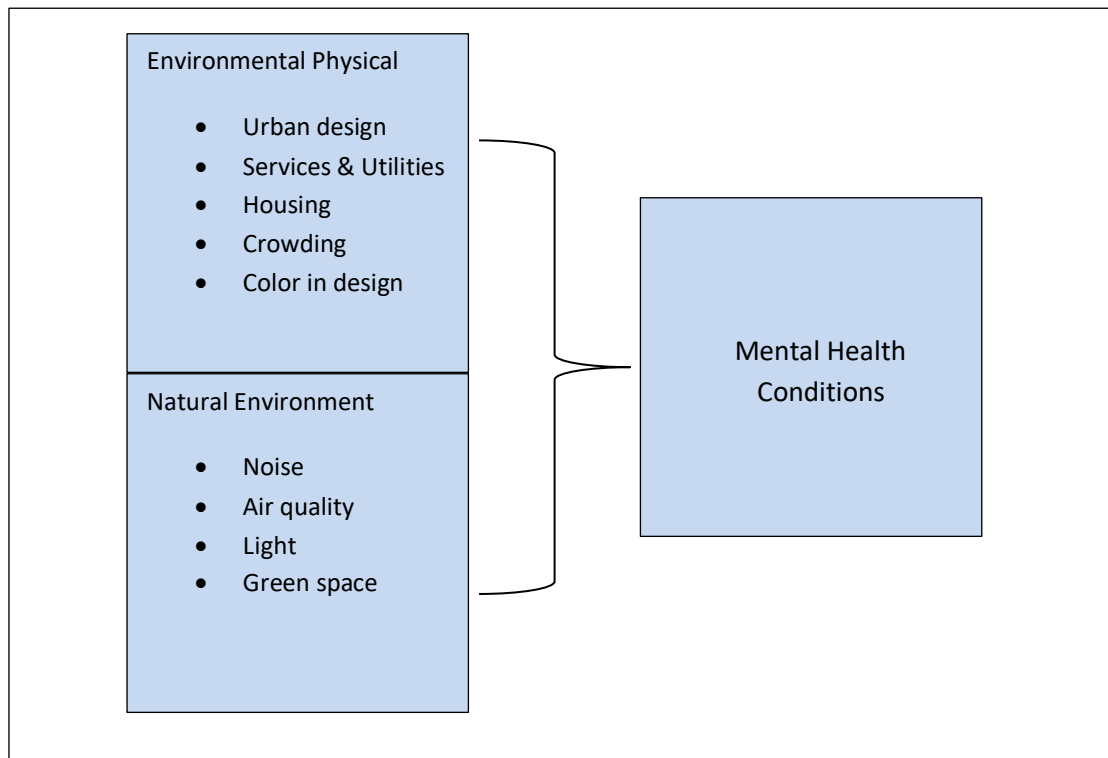 Environmental Physical
• Urban design
• Services & Utilities
• Housing
• Crowding
• Color in design
Natural Environment
• Noise
• Air quality
• Light
• Green space
Mental Health
Conditions